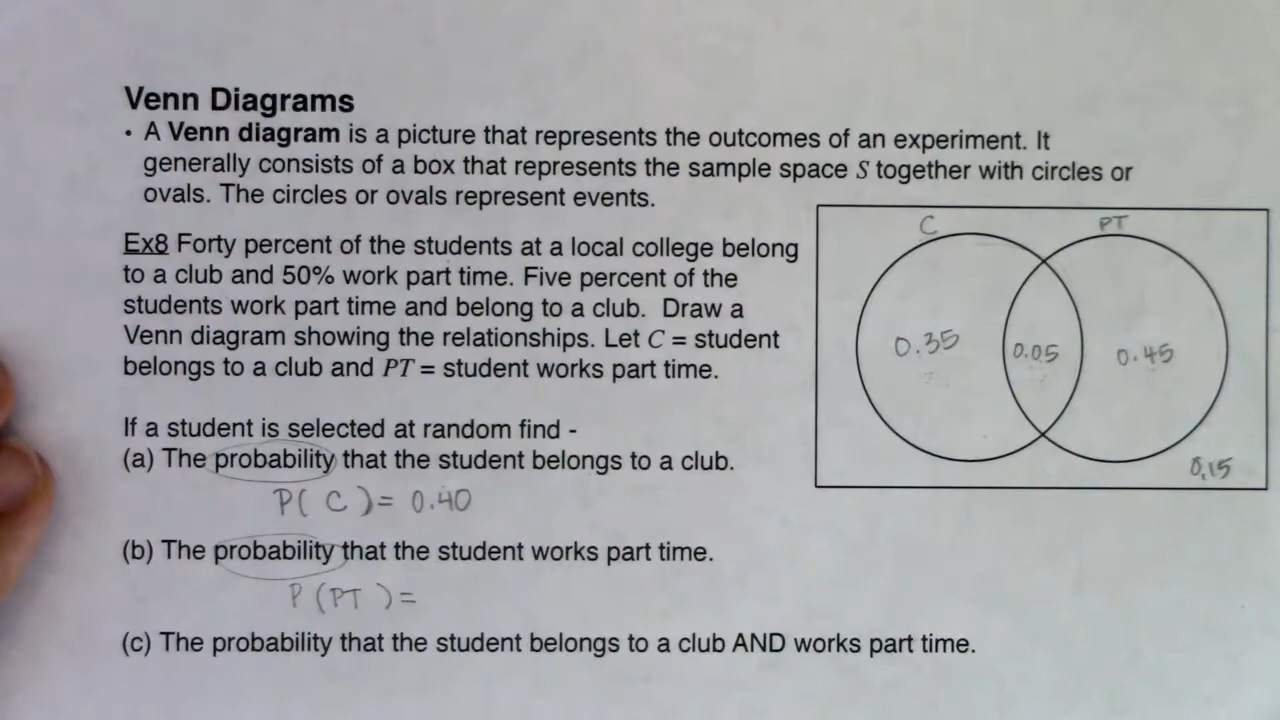 Venn Diagrams
• A Venn diagram is a picture that represents the outcomes of an experiment. It
generally consists of a box that represents the sample space S together with circles or
ovals. The circles or ovals represent events.
Ex8 Forty percent of the students at a local college belong
to a club and 50% work part time. Five percent of the
students work part time and belong to a club. Draw a
Venn diagram showing the relationships. Let C = student
belongs to a club and PT = student works part time.
C PT
0.35 0.05 0.45
0.15
If a student is selected at random find -
(a) The probability that the student belongs to a club.
P( C )= 0.40
(b) The probability that the student works part time.
P (PT )=
(c) The probability that the student belongs to a club AND works part time.